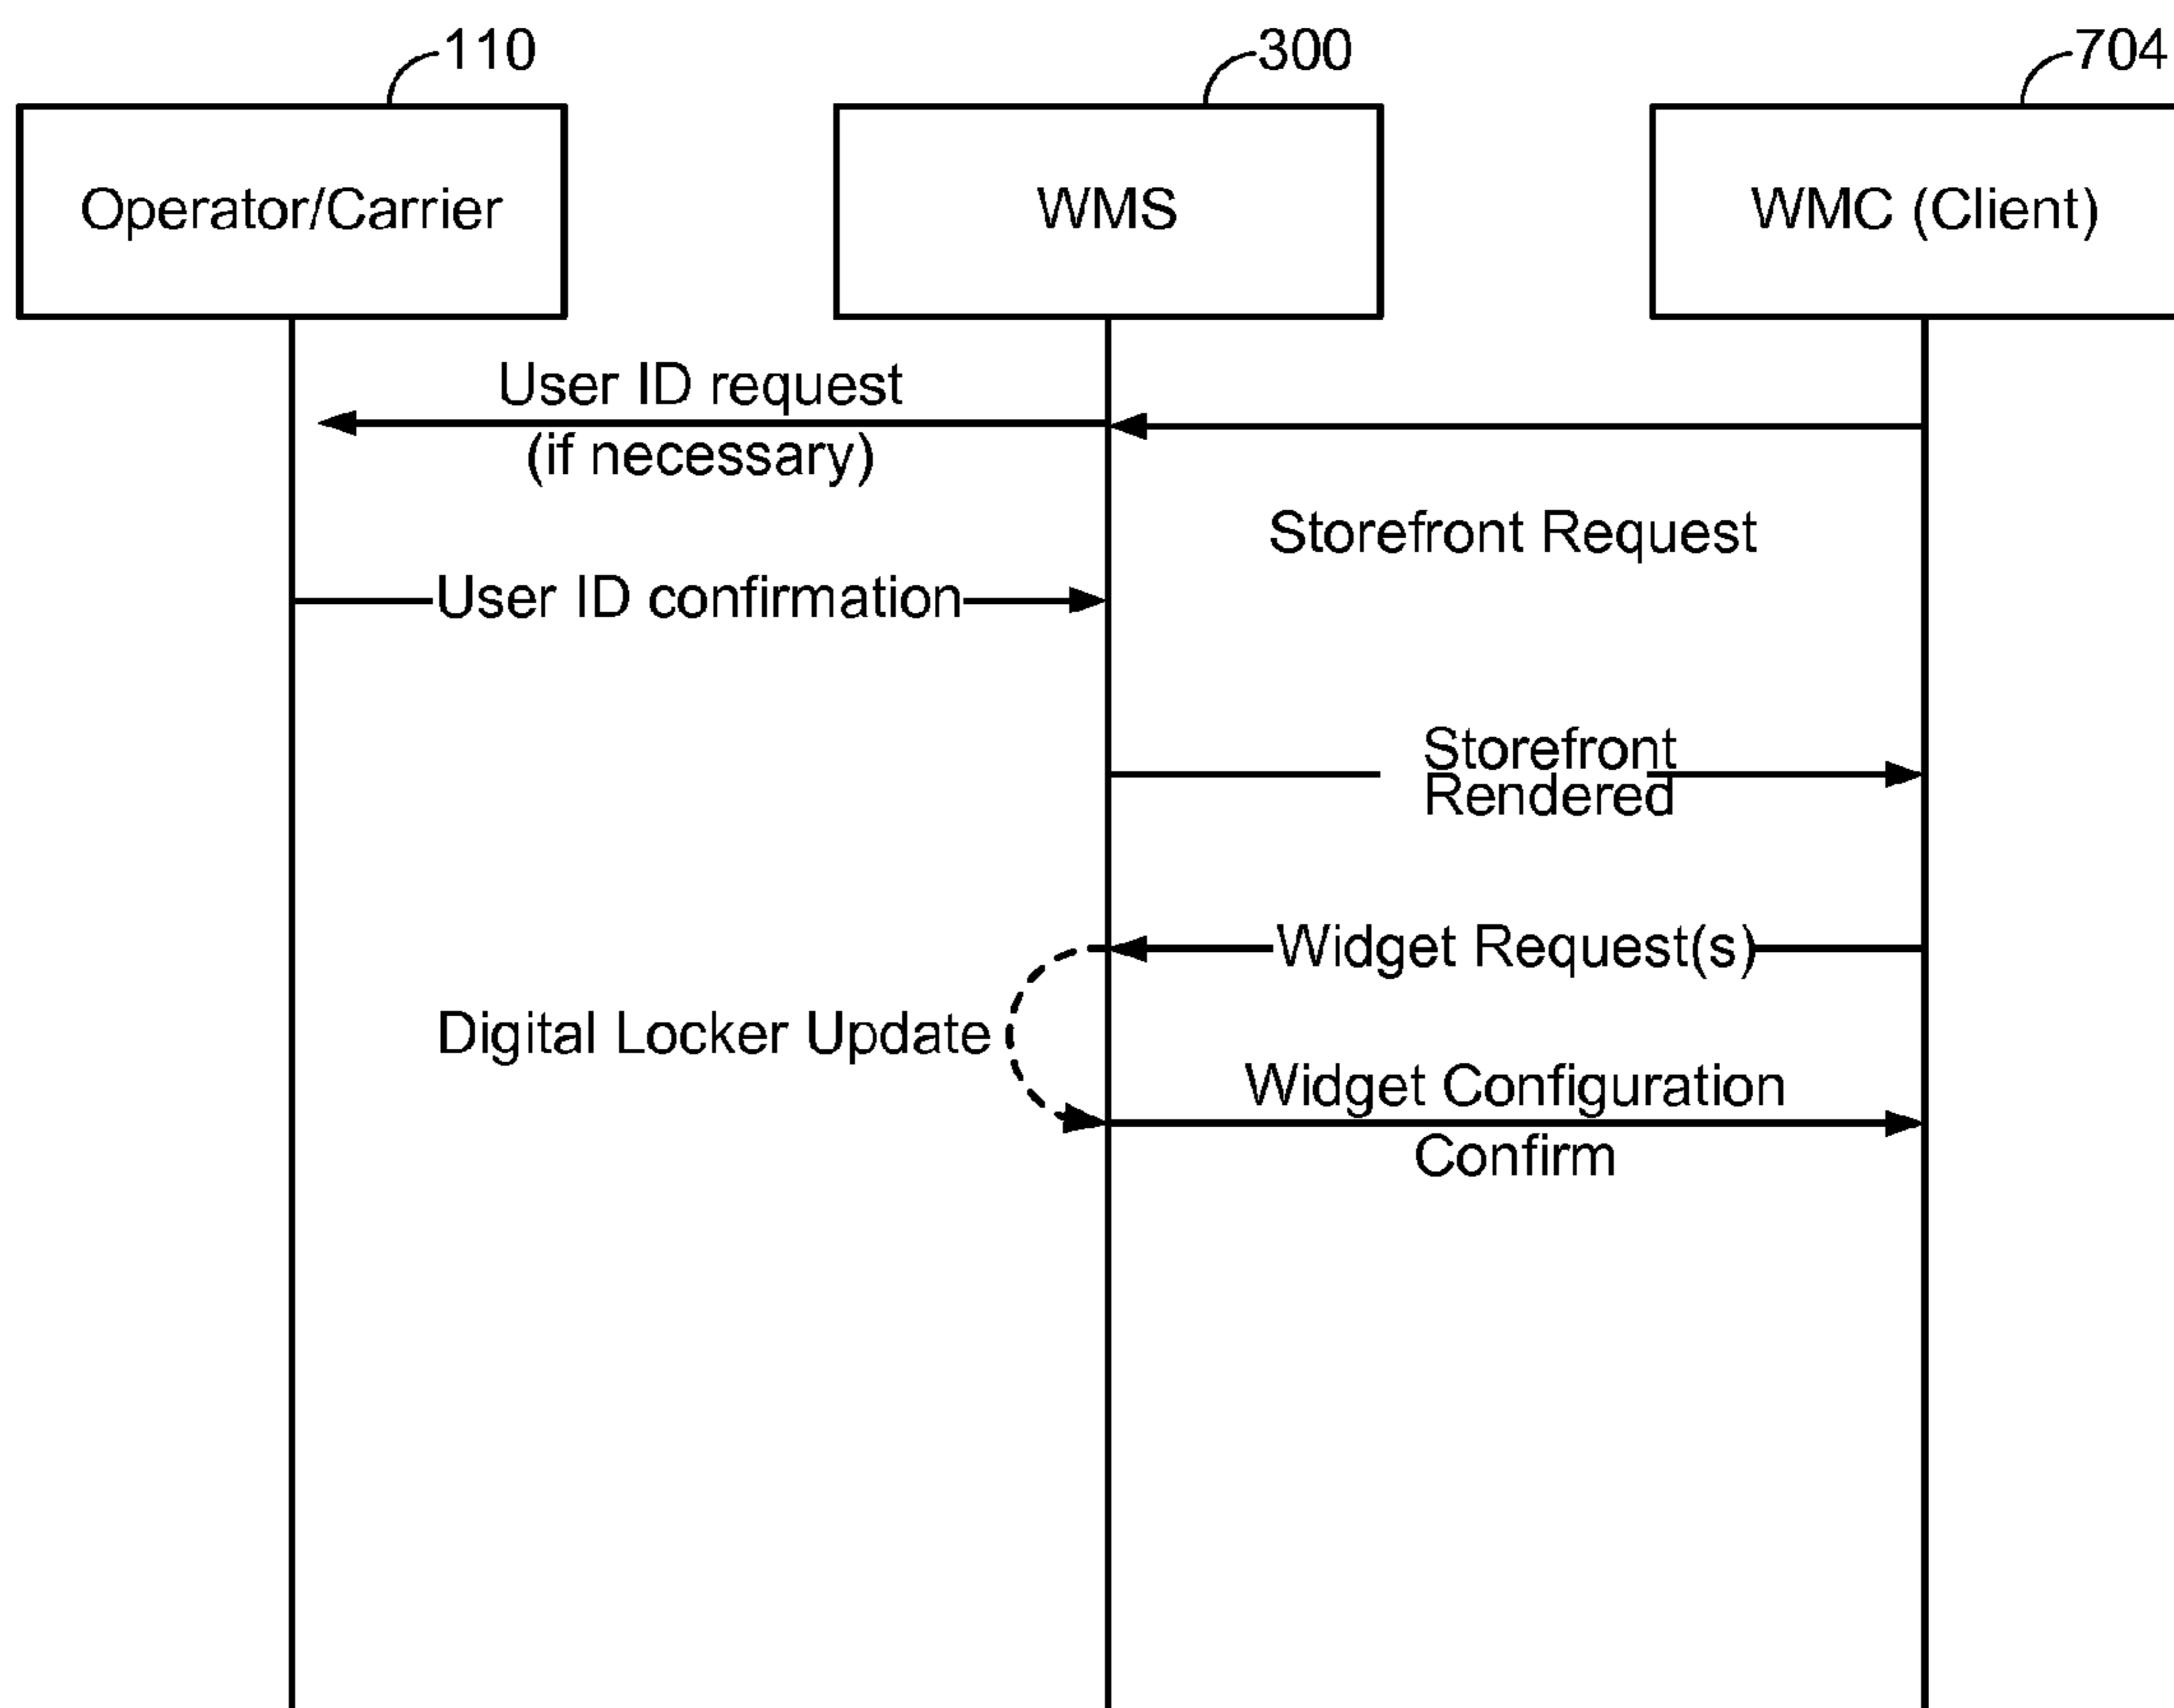 110
300
704
Operator/Carrier
WMS
WMC (Client)
User ID request
(if necessary)
Storefront Request
User ID confirmation
Storefront
Rendered
Widget Request(s)
Digital Locker Update
Widget Configuration
Confirm